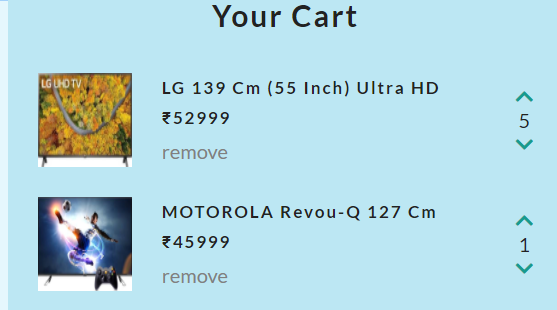 Your Cart
LG UHD TV
LG 139 Cm (55 Inch) Ultra HD
₹52999
5
remove
MOTOROLA Revou-Q 127 Cm
₹45999
1
remove